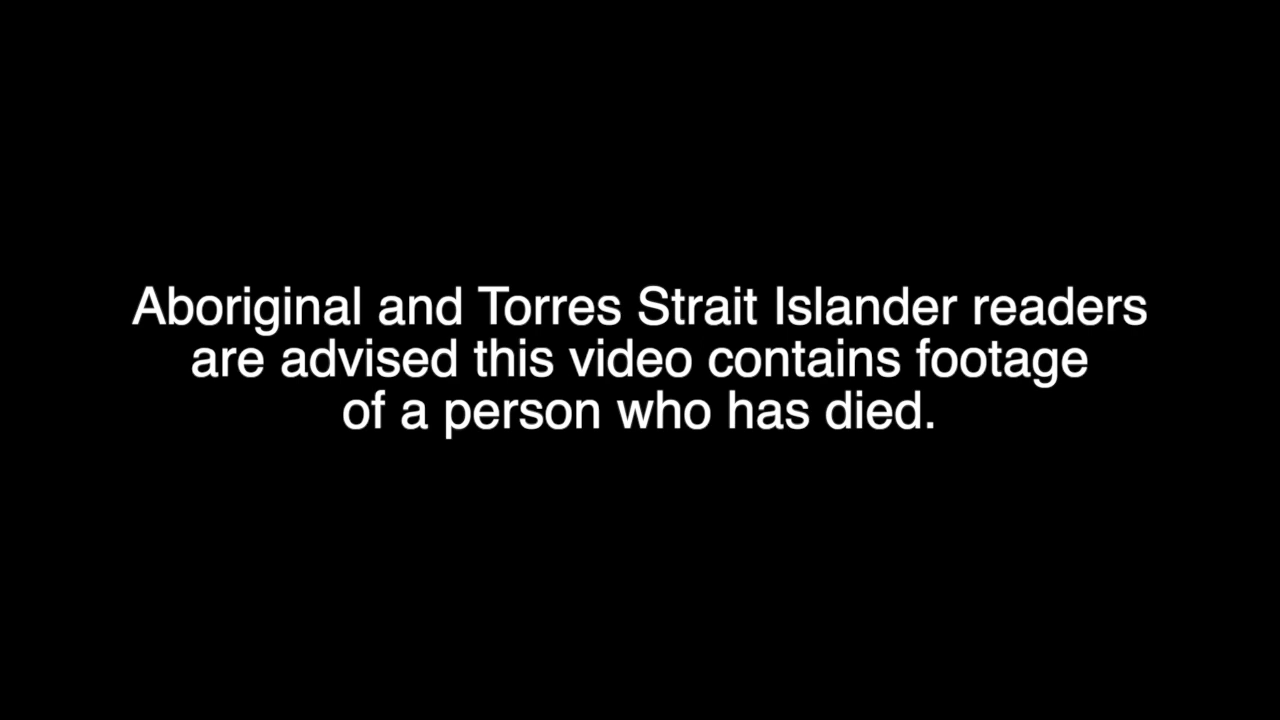 Aboriginal and Torres Strait Islander readers
are advised this video contains footage
of a person who has died.